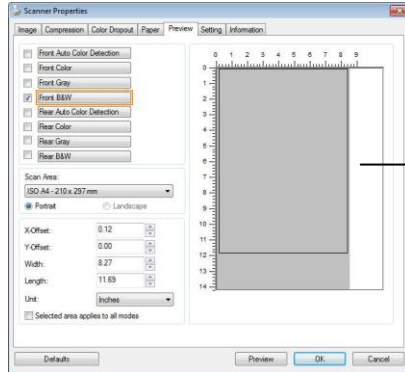 Scanner Properties
Image Compression Color Dropout Paper Preview Setting Information
Front Auto Color Detection
Front Color
Front Gray
Front B&W
Rear Auto Color Detection
Rear Color
Rear Gray
Rear B&W
Scan Area:
ISO A4 - 210 x 297 mm
Portrait
Landscape
X-Offset: 0.12
Y-Offset: 0.00
Width: 8.27
Length: 11.69
Unit: Inches
Selected area applies to all modes
0 1 2 3 4 5 6 7 8 9
0
1
2
3
4
5
6
7
8
9
10
11
12
13
14
Defaults Preview OK Cancel